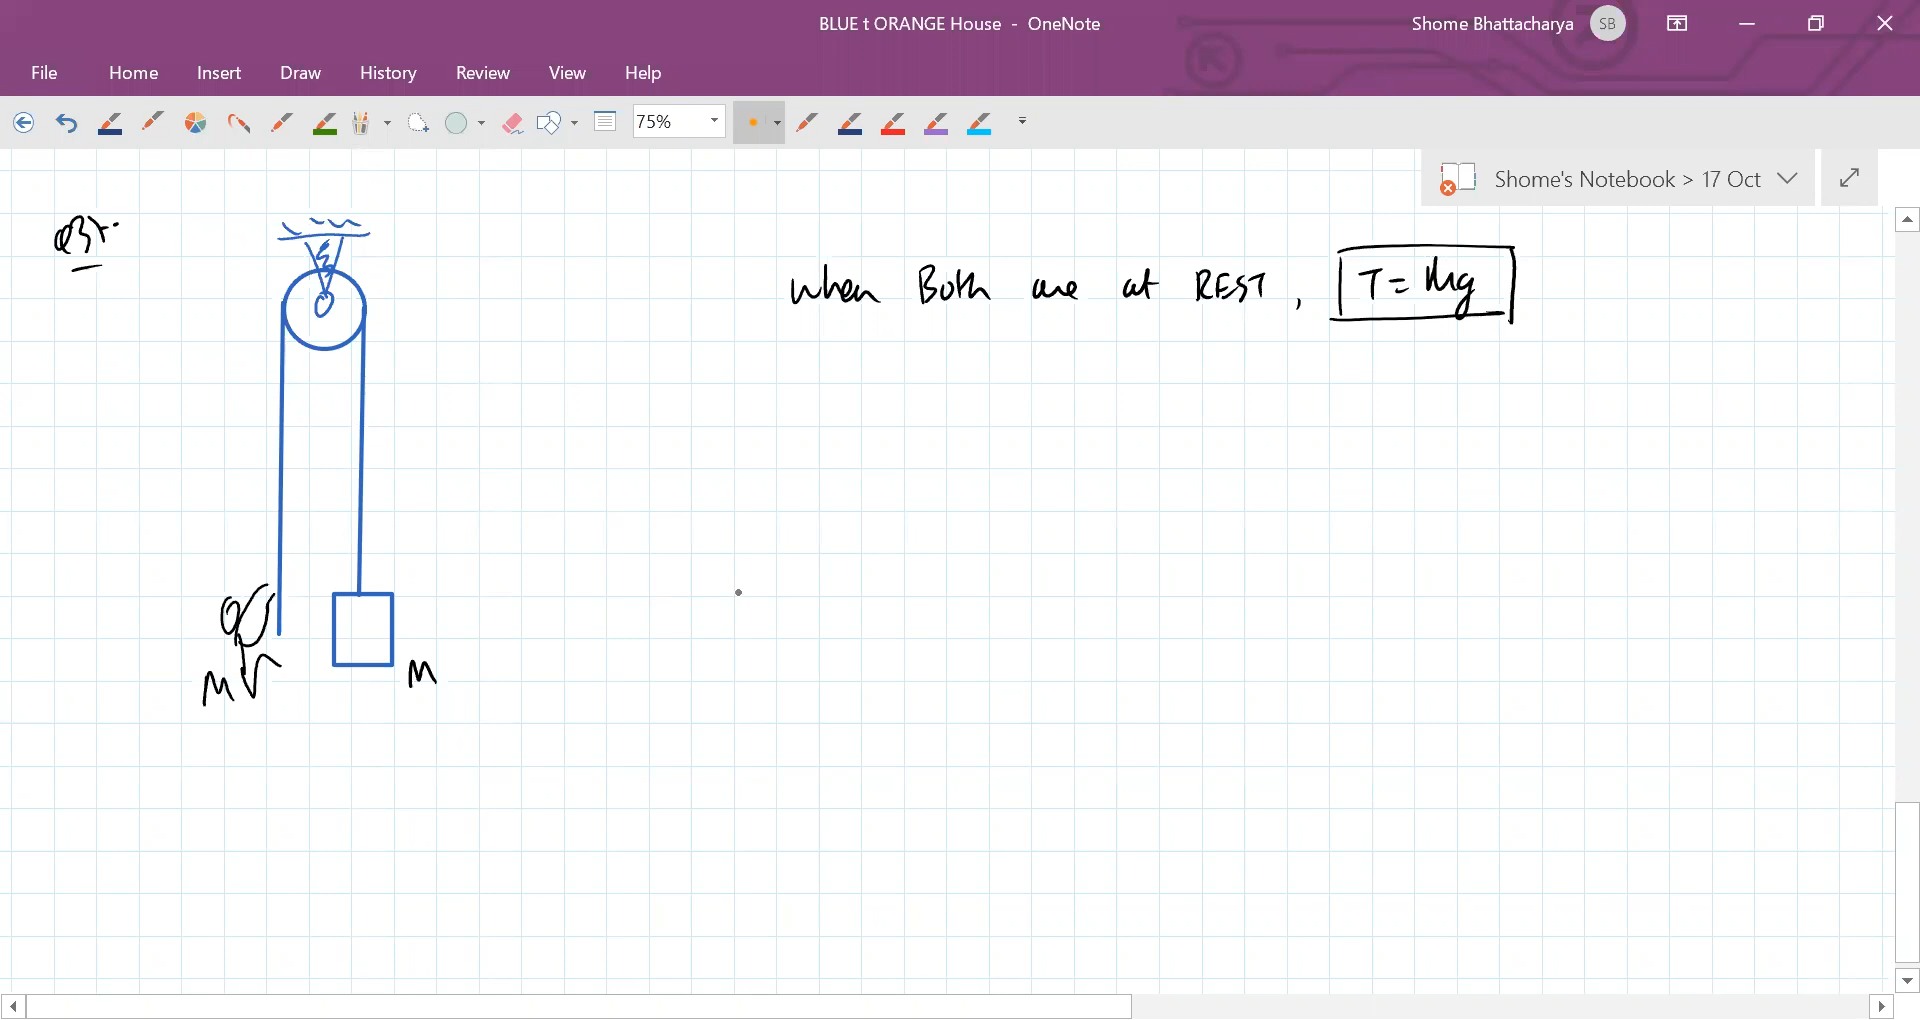 BLUE t ORANGE House - OneNote
Shome Bhattacharya SB
File Home Insert Draw History Review View Help
75%
Shome's Notebook > 17 Oct
When Both are at REST, T = Mg
M
M